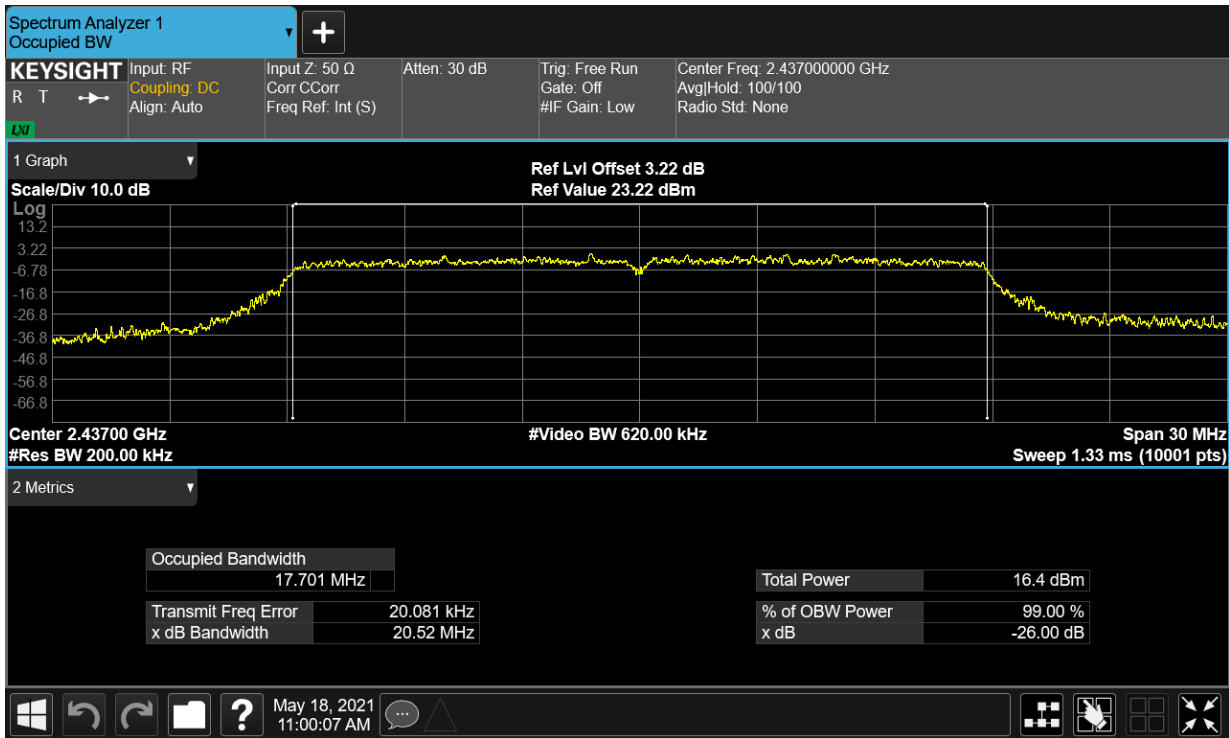 Spectrum Analyzer 1
Occupied BW
KEYSIGHT
R T
LXI
Input: RF
Coupling: DC
Align: Auto
Input Z: 50 Ω
Corr CCorr
Freq Ref: Int (S)
Atten: 30 dB
Trig: Free Run
Gate: Off
#IF Gain: Low
Center Freq: 2.437000000 GHz
Avg|Hold: 100/100
Radio Std: None
1 Graph
Scale/Div 10.0 dB
Ref Lvl Offset 3.22 dB
Ref Value 23.22 dBm
Log
13.2
3.22
-6.78
-16.8
-26.8
-36.8
-46.8
-56.8
-66.8
Center 2.43700 GHz
#Res BW 200.00 kHz
#Video BW 620.00 kHz
Span 30 MHz
Sweep 1.33 ms (10001 pts)
2 Metrics
Occupied Bandwidth
17.701 MHz
Transmit Freq Error 20.081 kHz
x dB Bandwidth 20.52 MHz
Total Power 16.4 dBm
% of OBW Power 99.00 %
x dB -26.00 dB
?
May 18, 2021
11:00:07 AM